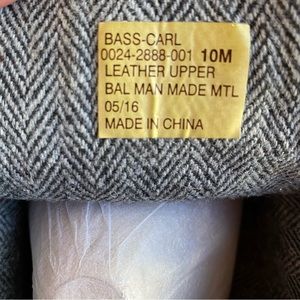 BASS-CARL
0024-2888-001 10M
LEATHER UPPER
BAL MAN MADE MTL
05/16
MADE IN CHINA